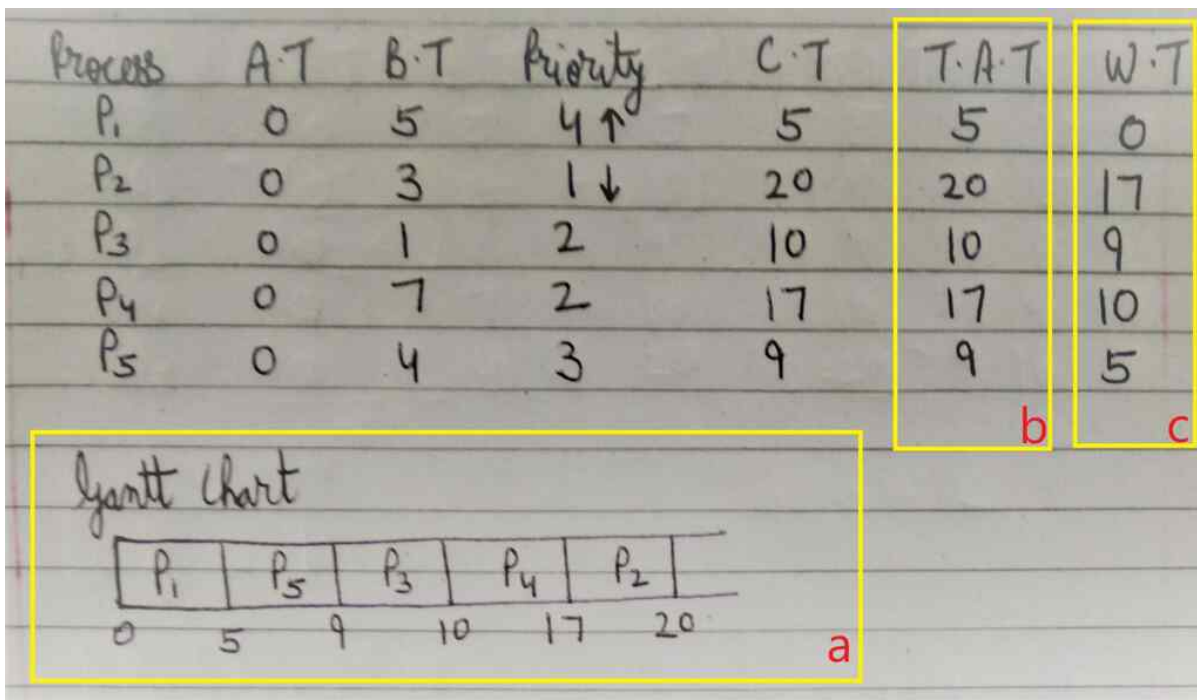 Process A.T B.T Priority C.T T.A.T W.T
P1 0 5 4 ↑ 5 5 0
P2 0 3 1 ↓ 20 20 17
P3 0 1 2 10 10 9
P4 0 7 2 17 17 10
P5 0 4 3 9 9 5
b c
Gantt Chart
P1 P5 P3 P4 P2
0 5 9 10 17 20
a